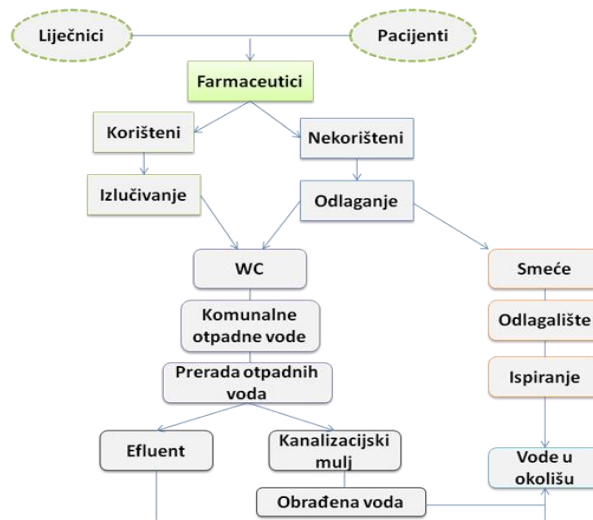 Liječnici
Pacijenti
Farmaceutici
Korišteni
Nekorišteni
Izlučivanje
Odlaganje
WC
Smeće
Komunalne
otpadne vode
Odlagalište
Prerada otpadnih
voda
Ispiranje
Efluent
Kanalizacijski
mulj
Vode u
okolišu
Obrađena voda